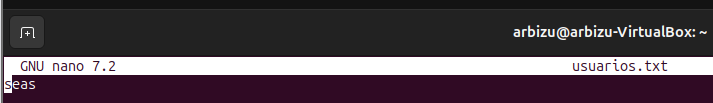 arbizu@arbizu-VirtualBox: ~
GNU nano 7.2 usuarios.txt
seas